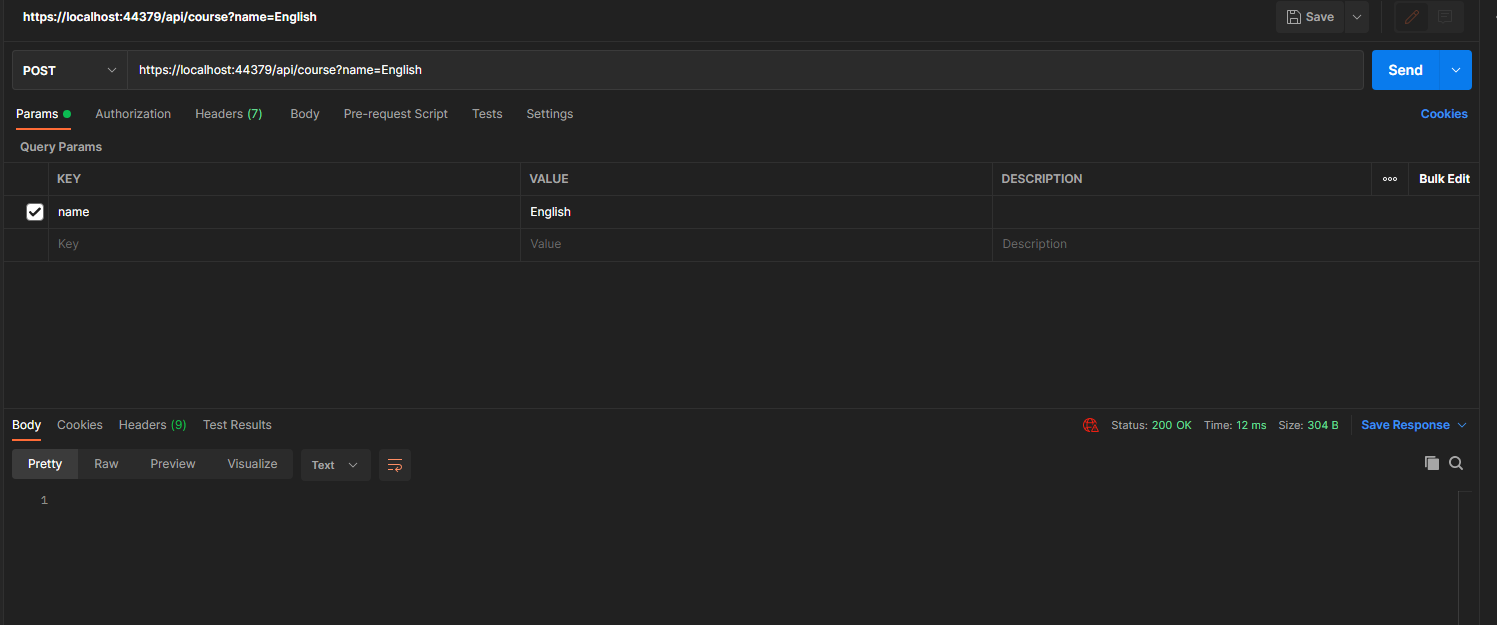 https://localhost:44379/api/course?name=English Save
POST https://localhost:44379/api/course?name=English Send
Params Authorization Headers (7) Body Pre-request Script Tests Settings Cookies
Query Params
KEY VALUE DESCRIPTION Bulk Edit
name English
Key Value Description
Body Cookies Headers (9) Test Results Status: 200 OK Time: 12 ms Size: 304 B Save Response
Pretty Raw Preview Visualize Text
1